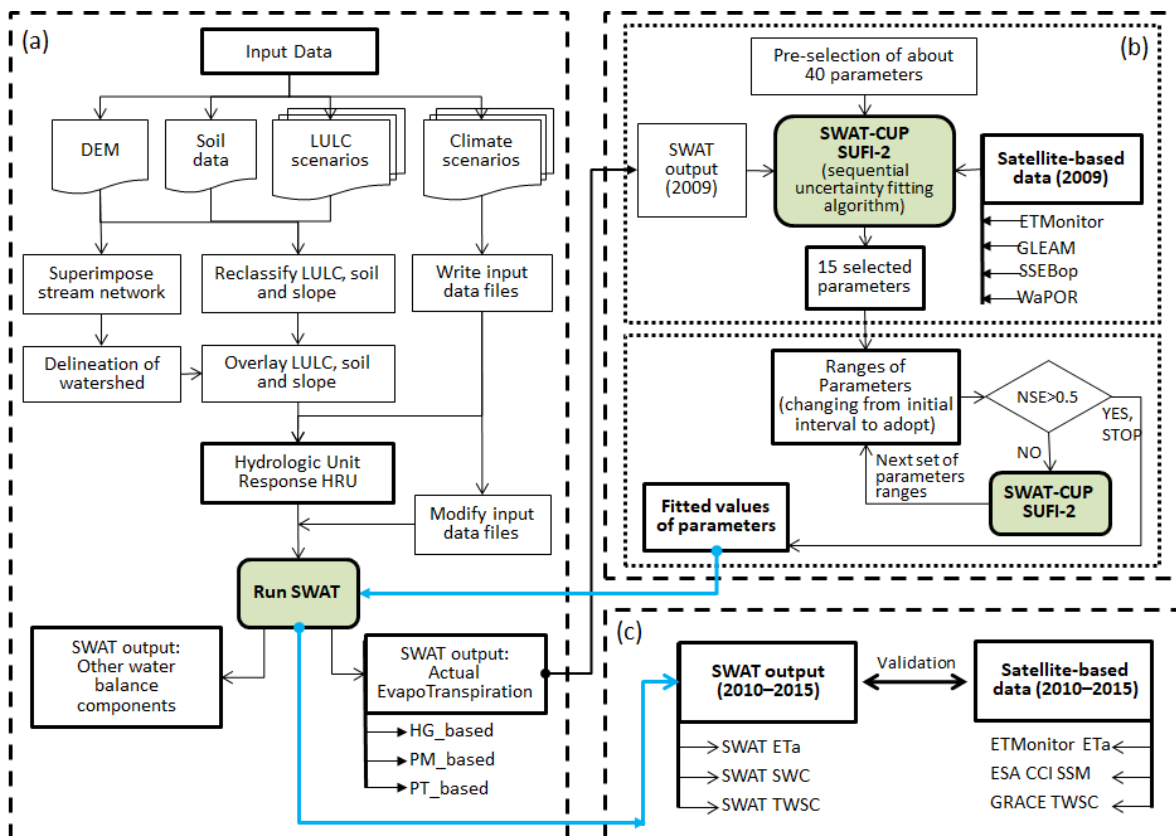 (a)
Input Data
DEM
Soil
data
LULC
scenarios
Climate
scenarios
Superimpose
stream network
Reclassify LULC, soil
and slope
Write input
data files
Delineation of
watershed
Overlay LULC, soil
and slope
Hydrologic Unit
Response HRU
Modify input
data files
Run SWAT
SWAT output:
Other water
balance
components
SWAT output:
Actual
EvapoTranspiration
HG_based
PM_based
PT_based
(b)
Pre-selection of about
40 parameters
SWAT
output
(2009)
SWAT-CUP
SUFI-2
(sequential
uncertainty fitting
algorithm)
Satellite-based
data (2009)
ETMonitor
GLEAM
SSEBop
WaPOR
15 selected
parameters
Ranges of
Parameters
(changing from initial
interval to adopt)
NSE>0.5
YES,
STOP
NO
Next set of
parameters
ranges
SWAT-CUP
SUFI-2
Fitted values
of parameters
(c)
SWAT output
(2010–2015)
Validation
Satellite-based
data (2010–2015)
SWAT ETa
SWAT SWC
SWAT TWSC
ETMonitor ETa
ESA CCI SSM
GRACE TWSC